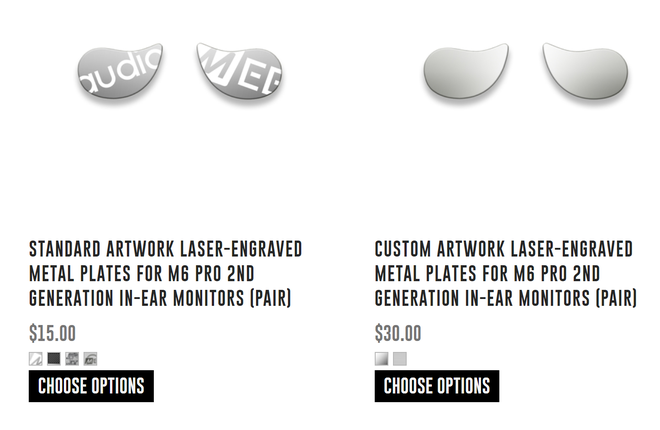 audio
MEE
STANDARD ARTWORK LASER-ENGRAVED
METAL PLATES FOR M6 PRO 2ND
GENERATION IN-EAR MONITORS (PAIR)
$15.00
CHOOSE OPTIONS
CUSTOM ARTWORK LASER-ENGRAVED
METAL PLATES FOR M6 PRO 2ND
GENERATION IN-EAR MONITORS (PAIR)
$30.00
CHOOSE OPTIONS